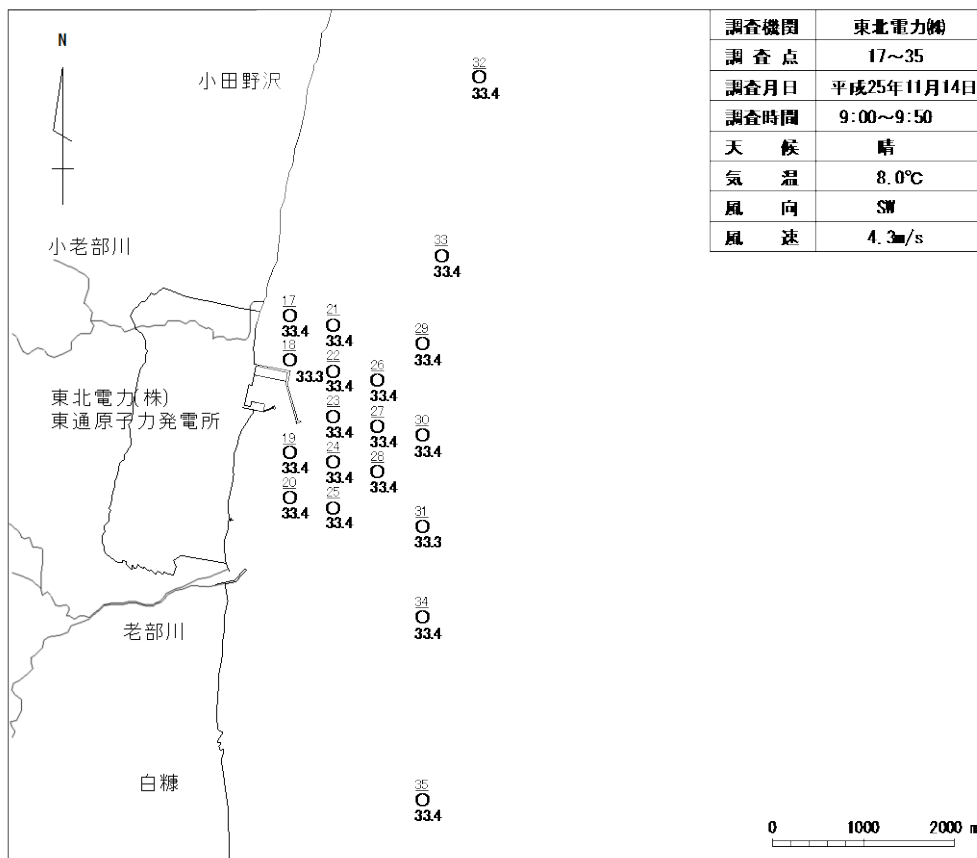 調査機関 東北電力㈱
調査点 17～35
調査月日 平成25年11月14日
調査時間 9:00～9:50
天候 晴
気温 8.0℃
風向 SW
風速 4.3m/s
N
小田野沢
32
33.4
小老部川
33
33.4
17
33.4
21
33.4
29
33.4
18
33.3
22
33.4
26
33.4
東北電力(株)
東通原子力発電所
23
33.4
27
33.4
30
33.4
19
33.4
24
33.4
28
33.4
20
33.4
25
33.4
31
33.3
34
33.4
老部川
白糠
35
33.4
0 1000 2000 m